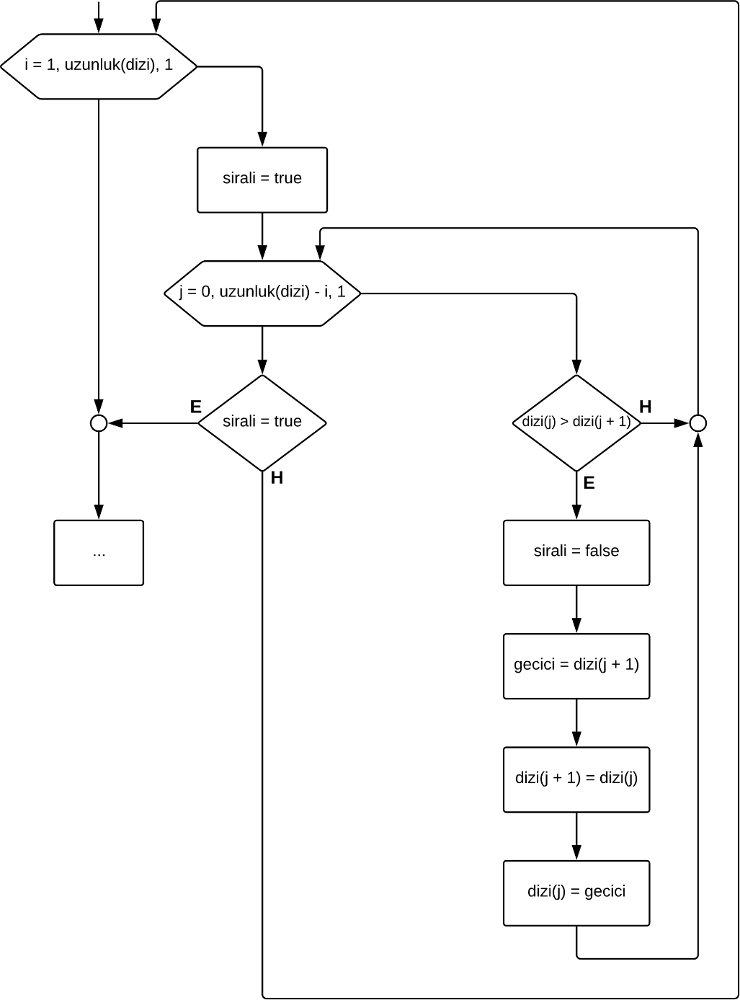 i = 1, uzunluk(dizi), 1
sirali = true
j = 0, uzunluk(dizi) - i, 1
E
sirali = true
H
dizi(j) > dizi(j + 1)
H
E
...
sirali = false
gecici = dizi(j + 1)
dizi(j + 1) = dizi(j)
dizi(j) = gecici